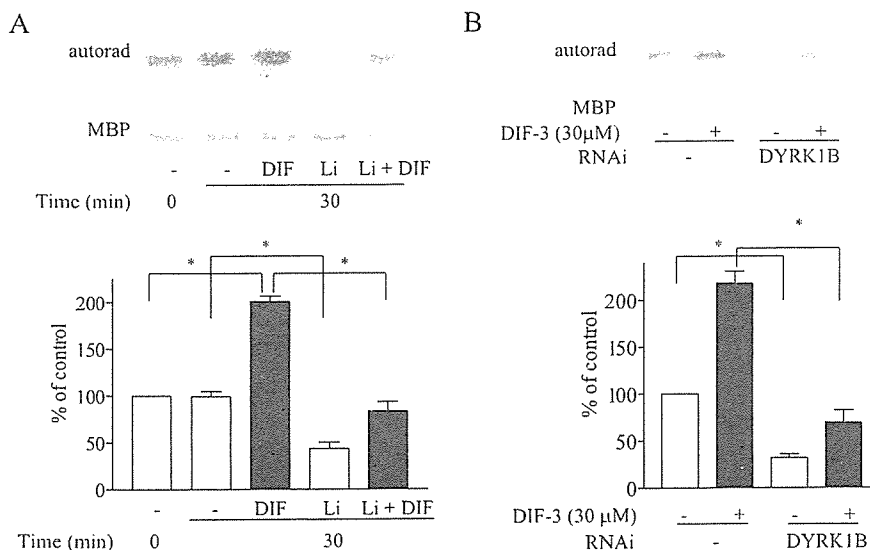 A
autorad
MBP
- - DIF Li Li + DIF
Time (min) 0 30
* * *
% of control
200
150
100
50
0
- - DIF Li Li + DIF
Time (min) 0 30
B
autorad
MBP
DIF-3 (30μM) - + - +
RNAi - DYRK1B
* *
% of control
200
150
100
50
0
DIF-3 (30 μM) - + - +
RNAi - DYRK1B